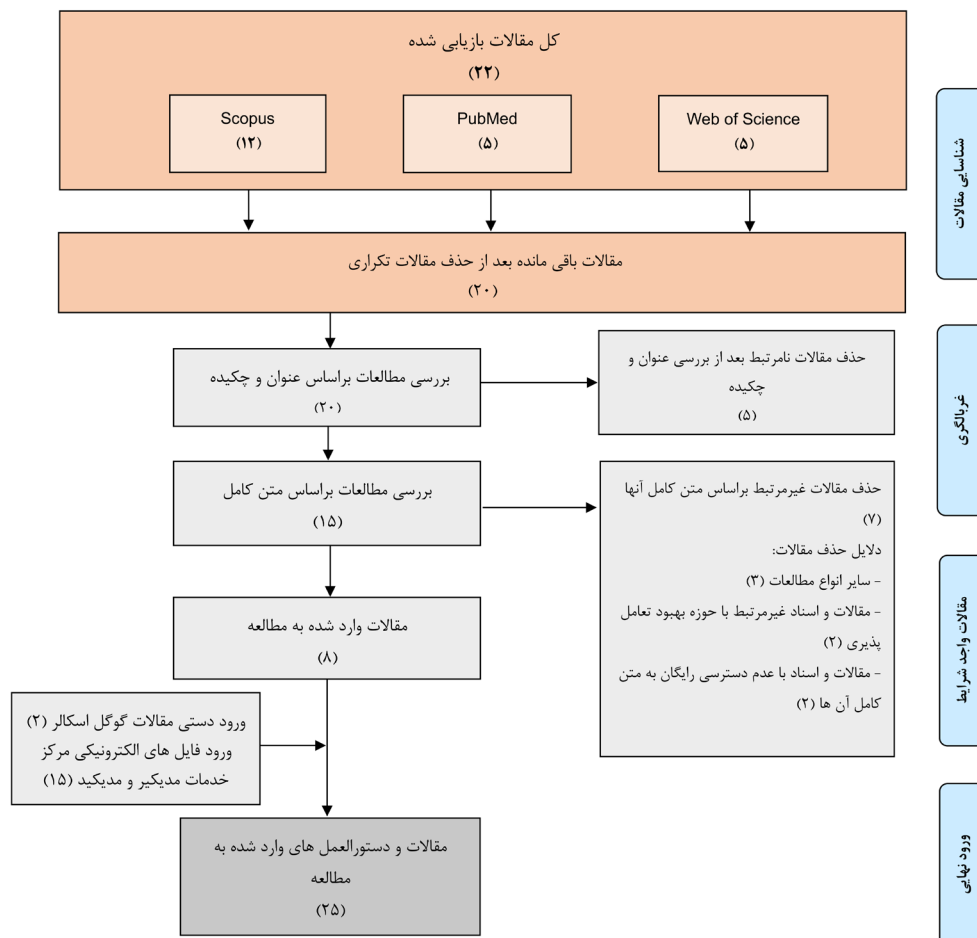 کل مقالات بازیابی شده
(۲۲)
Scopus
(۱۲)
PubMed
(۵)
Web of Science
(۵)
شناسایی مقالات
مقالات باقی مانده بعد از حذف مقالات تکراری
(۲۰)
بررسی مطالعات براساس عنوان و چکیده
(۲۰)
حذف مقالات نامرتبط بعد از بررسی عنوان و
چکیده
(۵)
غربالگری
بررسی مطالعات براساس متن کامل
(۱۵)
حذف مقالات غیرمرتبط براساس متن کامل آنها
(۷)
دلایل حذف مقالات:
- سایر انواع مطالعات (۳)
- مقالات و اسناد غیرمرتبط با حوزه بهبود تعامل
پذیری (۲)
- مقالات و اسناد با عدم دسترسی رایگان به متن
کامل آن ها (۲)
مقالات واجد شرایط
مقالات وارد شده به مطالعه
(۸)
ورود دستی مقالات گوگل اسکالر (۲)
ورود فایل های الکترونیکی مرکز
خدمات مدیکیر و مدیکید (۱۵)
مقالات و دستورالعمل های وارد شده به
مطالعه
(۲۵)
ورود نهایی